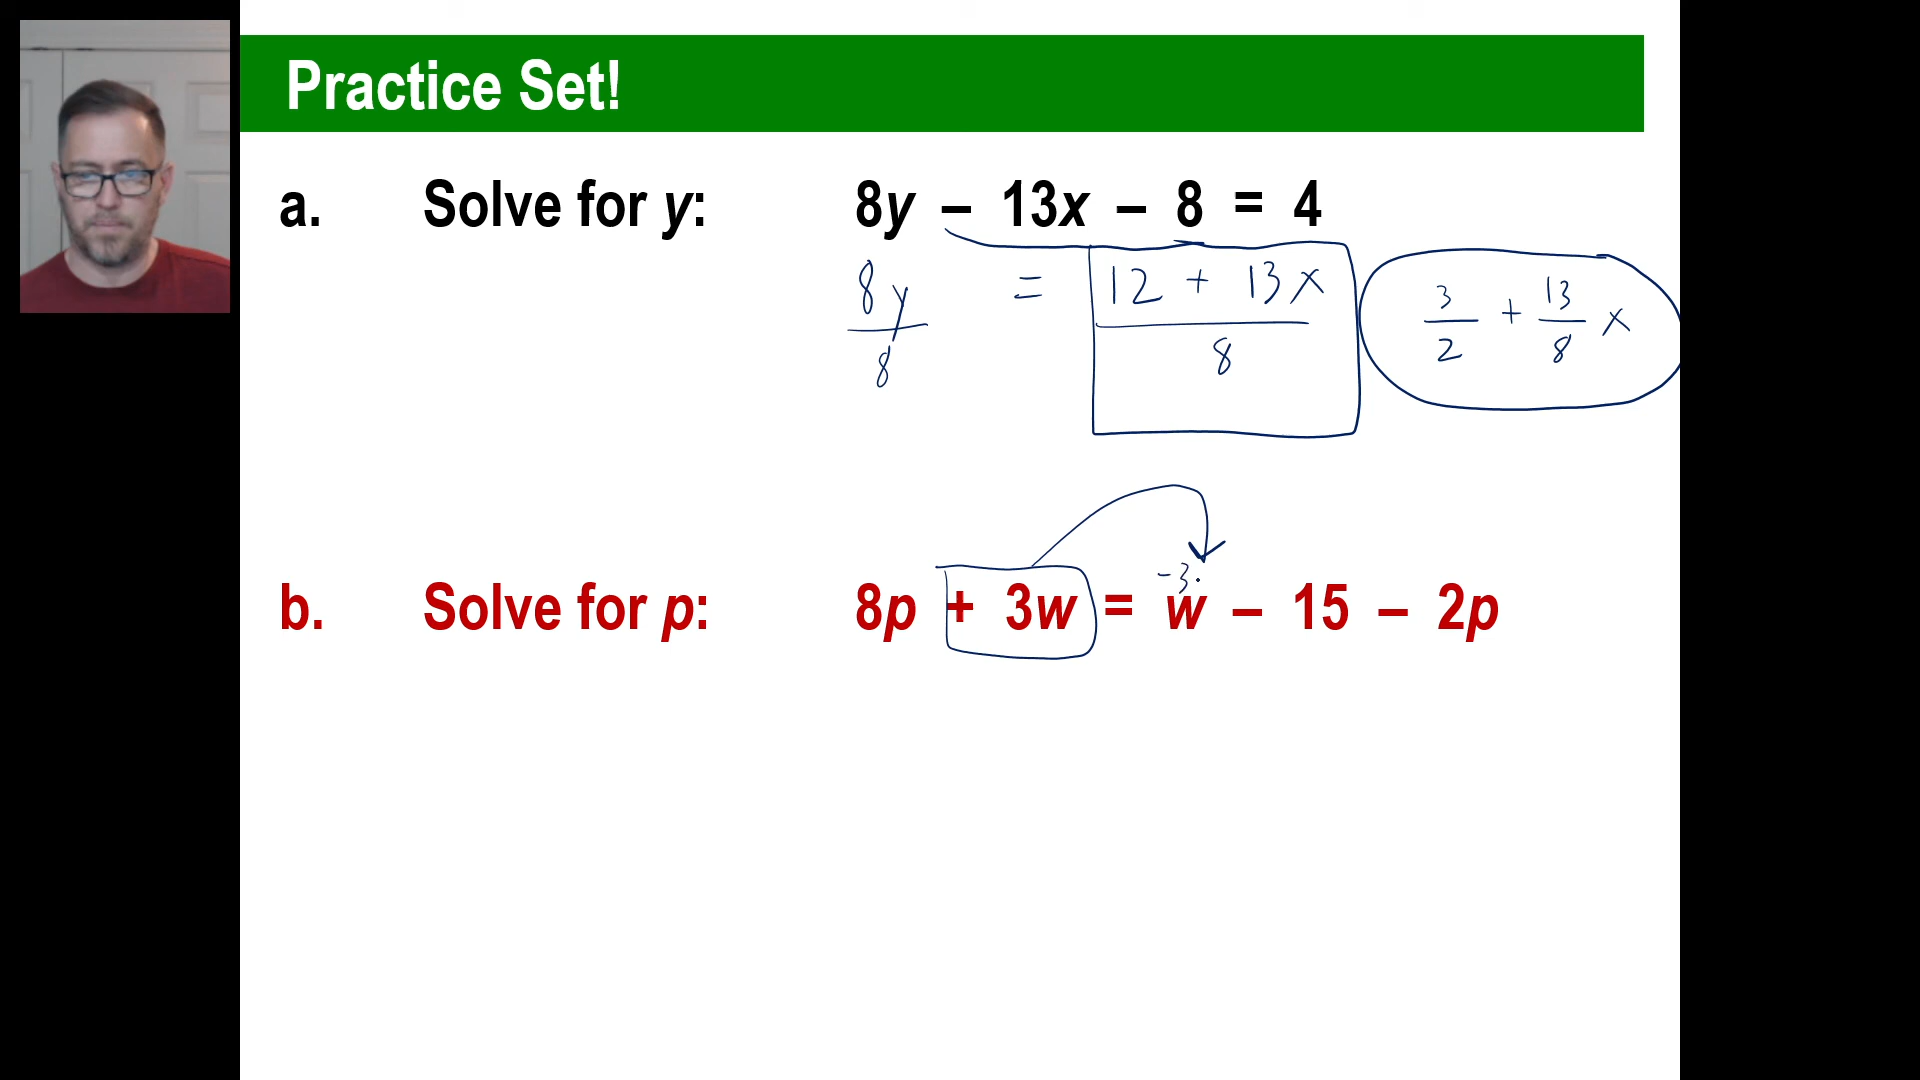 Practice Set!
a. Solve for y: 8y – 13x – 8 = 4
8y = 12 + 13x 3 + 13 x
8 8 2 8
-3
b. Solve for p: 8p + 3w = w – 15 – 2p